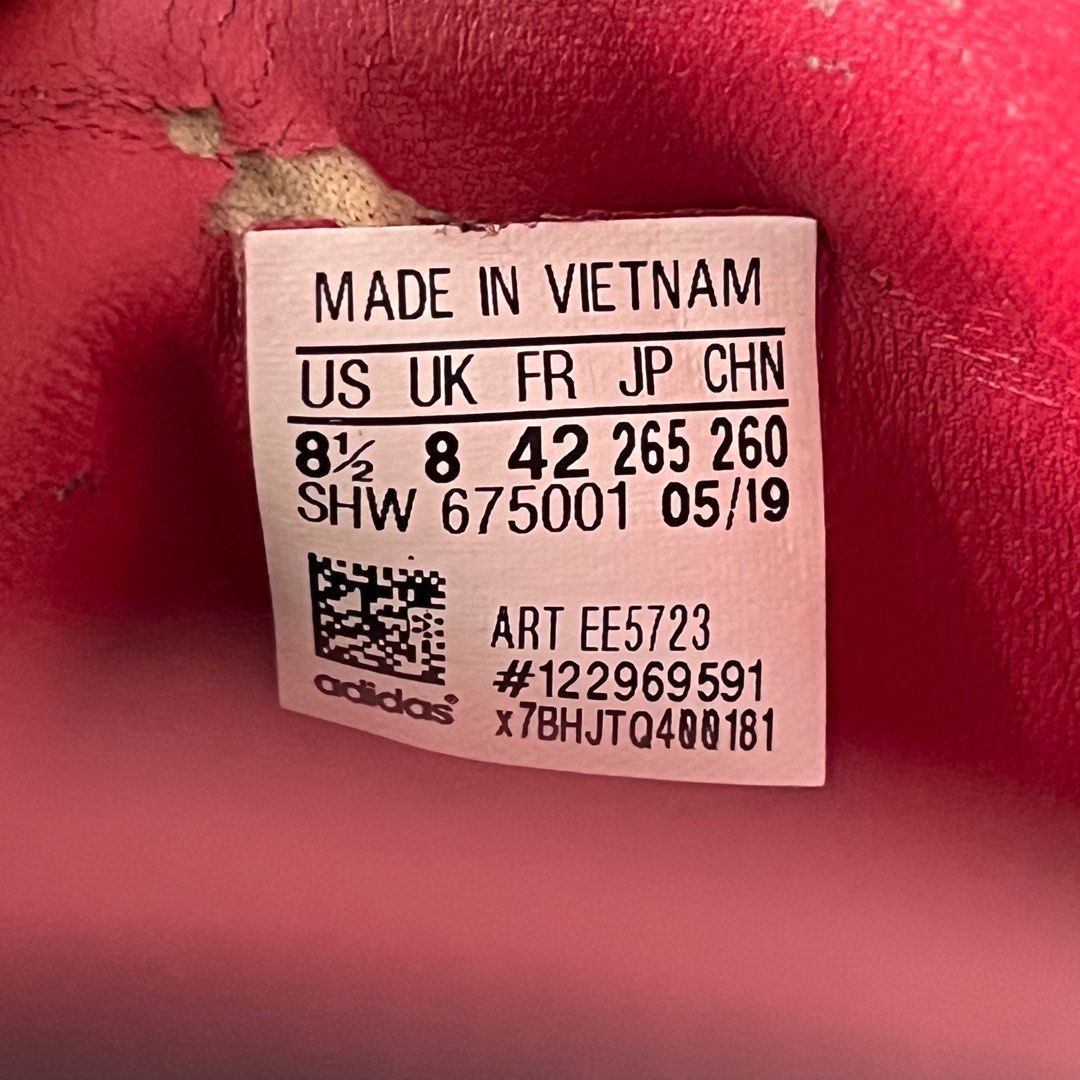 MADE IN VIETNAM
US UK FR JP CHN
8½ 8 42 265 260
SHW 675001 05/19
ART EE5723
#122969591
x7BHJTQ400181
adidas®